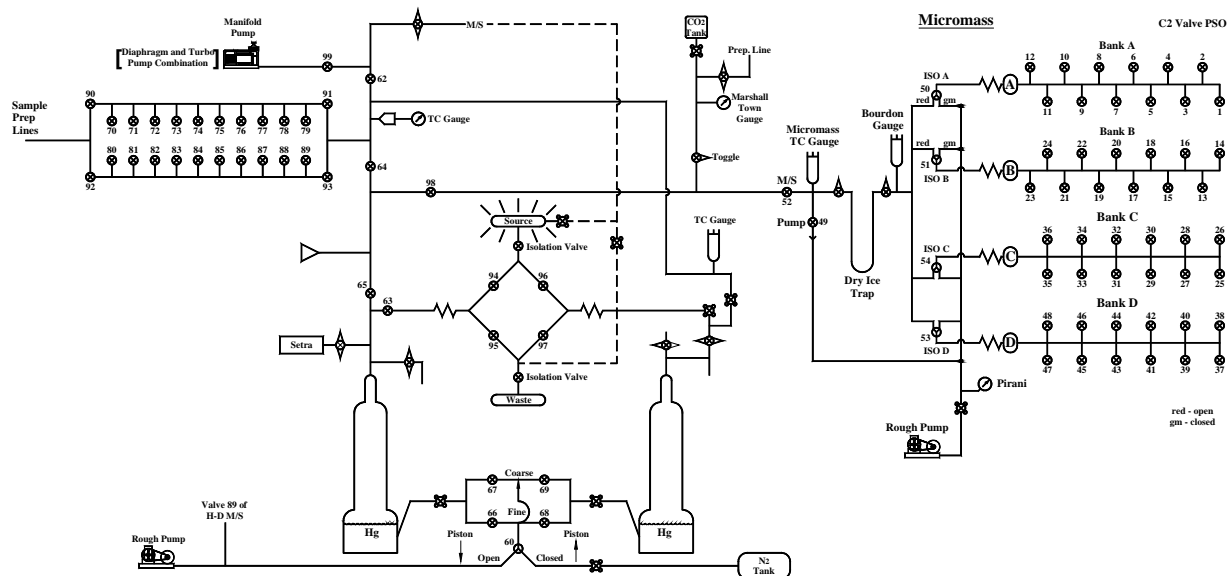 Micromass
C2 Valve PSO
Manifold
Pump
[Diaphragm and Turbo
Pump Combination]
99
62
M/S
CO2
Tank
Prep. Line
Marshall
Town
Gauge
Toggle
Sample
Prep
Lines
90
91
70 71 72 73 74 75 76 77 78 79
80 81 82 83 84 85 86 87 88 89
92
93
TC Gauge
64
98
M/S
52
Micromass
TC Gauge
Bourdon
Gauge
Pump
49
Dry Ice
Trap
Source
Isolation Valve
TC Gauge
94
96
95
97
65
63
Setra
Isolation Valve
Waste
Hg
Hg
Coarse
67
69
Fine
66
68
60
Piston
Piston
Open
Closed
Valve 89 of
H-D M/S
Rough Pump
N2
Tank
ISO A
50
red
gm
A
Bank A
12 10 8 6 4 2
11 9 7 5 3 1
red
gm
51
ISO B
B
Bank B
24 22 20 18 16 14
23 21 19 17 15 13
ISO C
54
C
Bank C
36 34 32 30 28 26
35 33 31 29 27 25
53
ISO D
D
Bank D
48 46 44 42 40 38
47 45 43 41 39 37
Pirani
Rough Pump
red - open
gm - closed